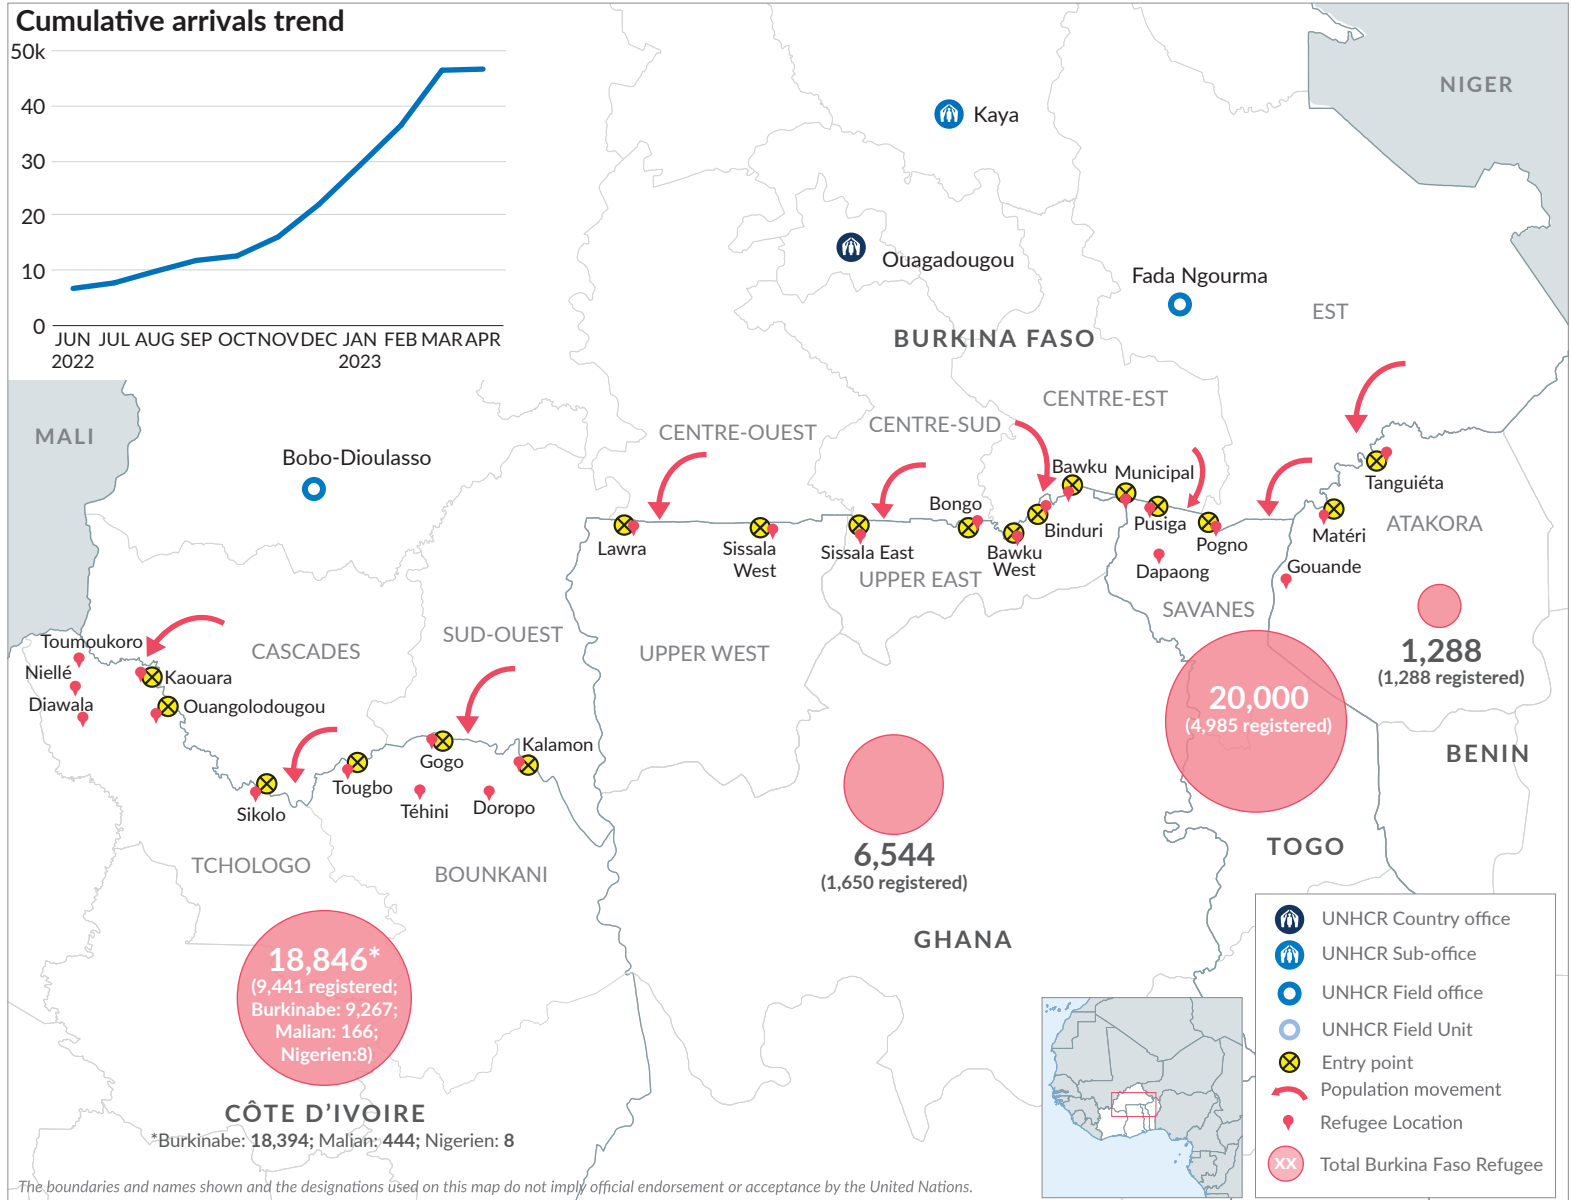 Cumulative arrivals trend
50k
40
30
20
10
0
JUN JUL AUG SEP OCT NOV DEC JAN FEB MAR APR
2022 2023
NIGER
Kaya
Ouagadougou
Fada Ngourma
EST
BURKINA FASO
MALI
Bobo-Dioulasso
CENTRE-OUEST
CENTRE-SUD
CENTRE-EST
Bawku
Municipal
Tanguiéta
ATAKORA
Matéri
Bongo
Binduri
Pusiga
Pogno
Lawra
Sissala
West
Sissala East
Bawku
West
UPPER EAST
Dapaong
Gouande
SAVANES
Toumoukoro
Niellé
Diawala
Kaouara
Ouangolodougou
CASCADES
SUD-OUEST
UPPER WEST
1,288
(1,288 registered)
20,000
(4,985 registered)
BENIN
Sikolo
Tougbo
Gogo
Kalamon
Téhini
Doropo
TCHOLOGO
BOUNKANI
6,544
(1,650 registered)
TOGO
GHANA
18,846*
(9,441 registered;
Burkinabe: 9,267;
Malian: 166;
Nigerien:8)
CÔTE D’IVOIRE
*Burkinabe: 18,394; Malian: 444; Nigerien: 8
UNHCR Country office
UNHCR Sub-office
UNHCR Field office
UNHCR Field Unit
Entry point
Population movement
Refugee Location
XX Total Burkina Faso Refugee
The boundaries and names shown and the designations used on this map do not imply official endorsement or acceptance by the United Nations.